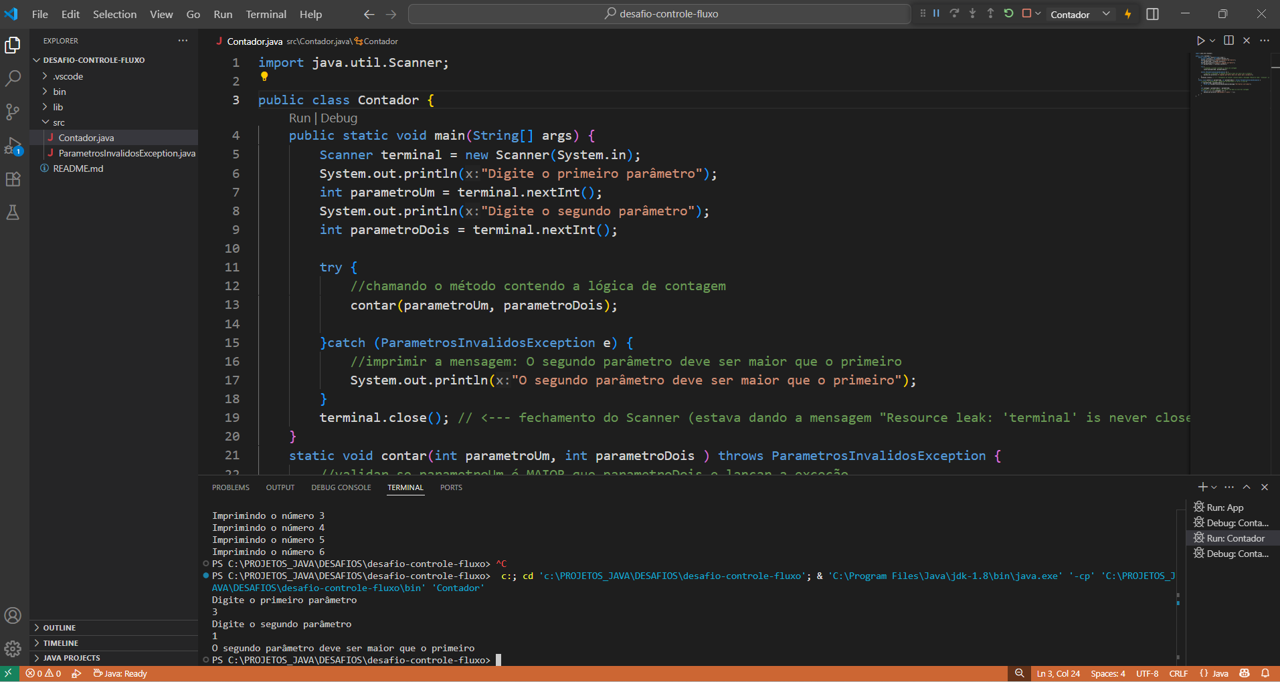 File Edit Selection View Go Run Terminal Help
desafio-controle-fluxo
Contador
EXPLORER
DESAFIO-CONTROLE-FLUXO
.vscode
bin
lib
src
J Contador.java
J ParametrosInvalidosException.java
README.md
OUTLINE
TIMELINE
JAVA PROJECTS
1
J Contador.java src\Contador.java\Contador
1 import java.util.Scanner;
2
3 public class Contador {
Run | Debug
4 public static void main(String[] args) {
5 Scanner terminal = new Scanner(System.in);
6 System.out.println(x:"Digite o primeiro parâmetro");
7 int parametroUm = terminal.nextInt();
8 System.out.println(x:"Digite o segundo parâmetro");
9 int parametroDois = terminal.nextInt();
10
11 try {
12 //chamando o método contendo a lógica de contagem
13 contar(parametroUm, parametroDois);
14
15 }catch (ParametrosInvalidosException e) {
16 //imprimir a mensagem: O segundo parâmetro deve ser maior que o primeiro
17 System.out.println(x:"O segundo parâmetro deve ser maior que o primeiro");
18 }
19 terminal.close(); // <--- fechamento do Scanner (estava dando a mensagem "Resource leak: 'terminal' is never close
20 }
21 static void contar(int parametroUm, int parametroDois ) throws ParametrosInvalidosException {
22 //validar se parametroUm é MAIOR que parametroDois e lançar a exceção
PROBLEMS OUTPUT DEBUG CONSOLE TERMINAL PORTS
Imprimindo o número 3
Imprimindo o número 4
Imprimindo o número 5
Imprimindo o número 6
PS C:\PROJETOS_JAVA\DESAFIOS\desafio-controle-fluxo> ^C
PS C:\PROJETOS_JAVA\DESAFIOS\desafio-controle-fluxo> c:; cd 'c:\PROJETOS_JAVA\DESAFIOS\desafio-controle-fluxo'; & 'C:\Program Files\Java\jdk-1.8\bin\java.exe' '-cp' 'C:\PROJETOS_J
AVA\DESAFIOS\desafio-controle-fluxo\bin' 'Contador'
Digite o primeiro parâmetro
3
Digite o segundo parâmetro
1
O segundo parâmetro deve ser maior que o primeiro
PS C:\PROJETOS_JAVA\DESAFIOS\desafio-controle-fluxo>
Run: App
Debug: Conta...
Run: Contador
Debug: Conta...
0 0 Java: Ready
Ln 3, Col 24 Spaces: 4 UTF-8 CRLF {} Java